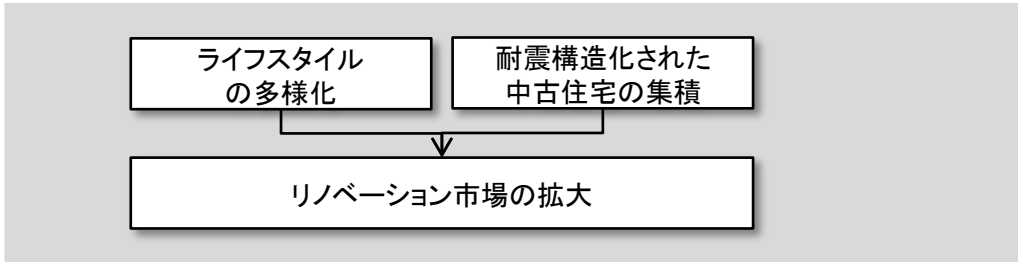 ライフスタイル
の多様化
耐震構造化された
中古住宅の集積
リノベーション市場の拡大